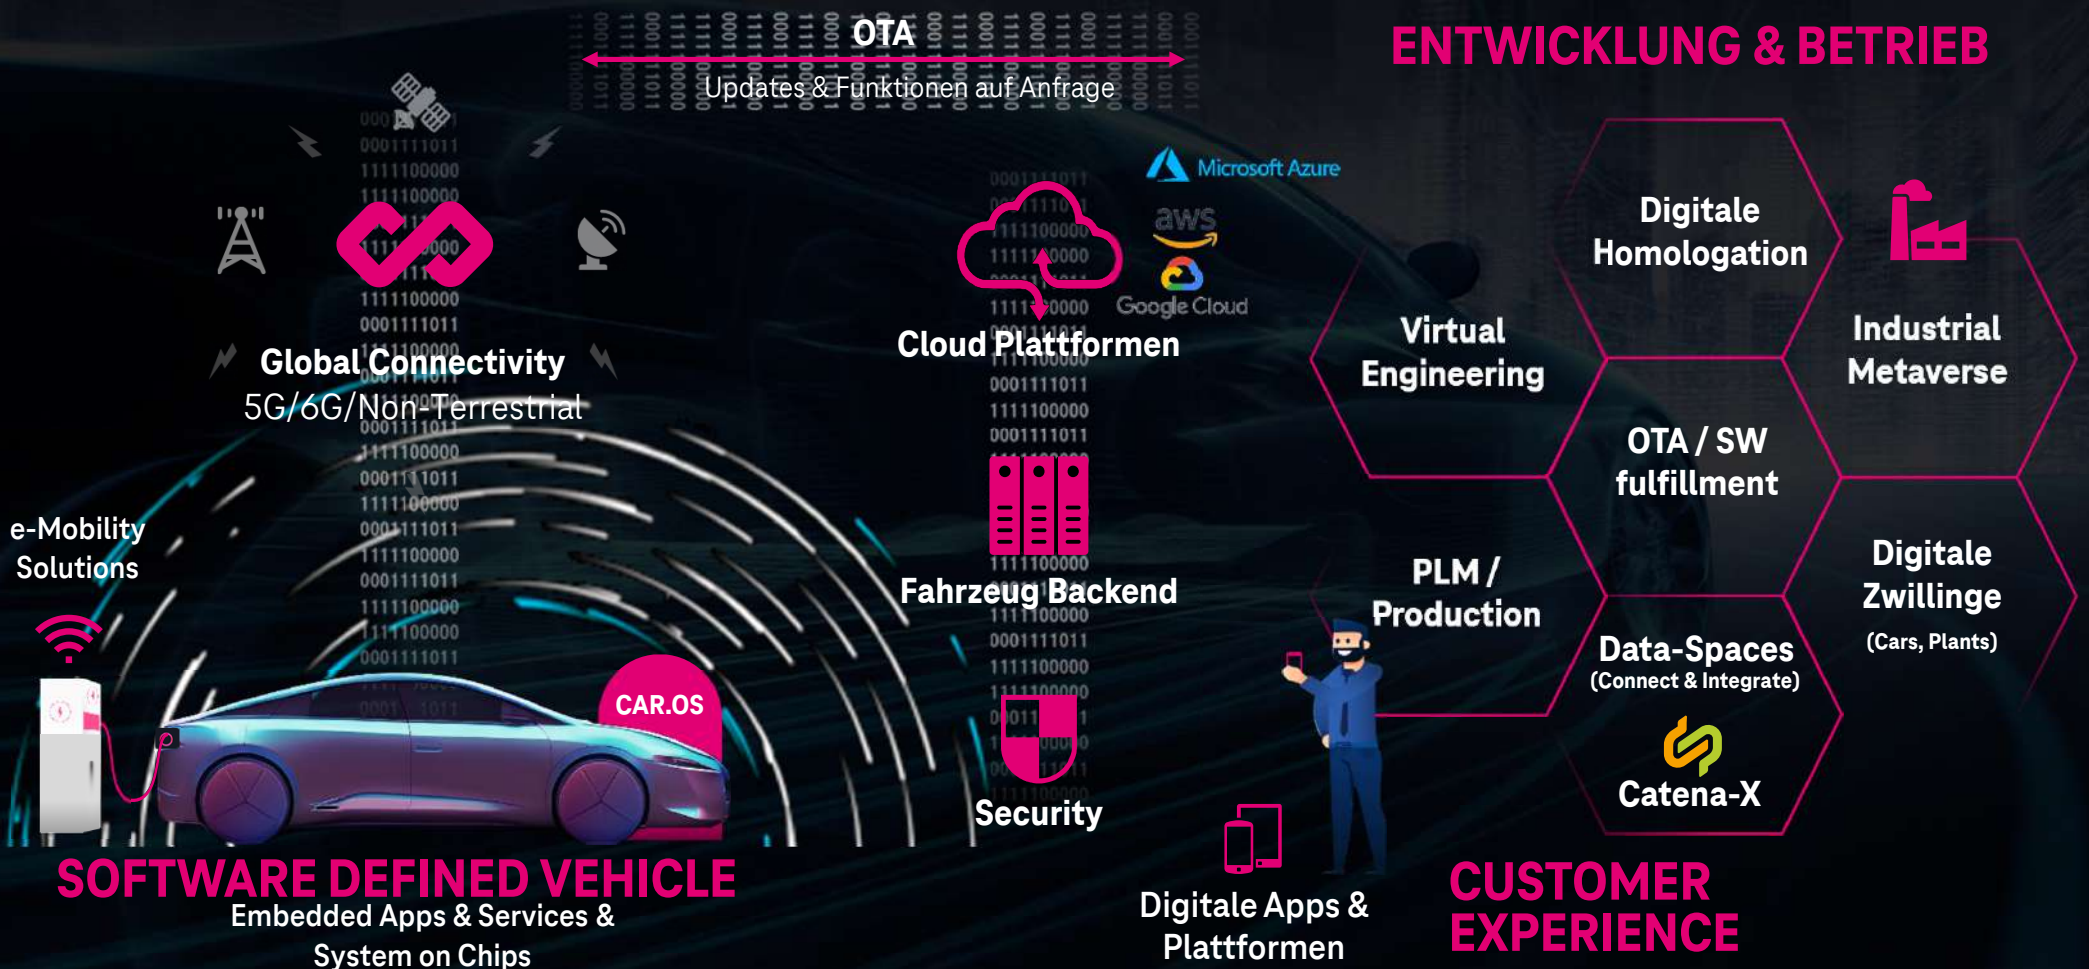 OTA
Updates & Funktionen auf Anfrage
ENTWICKLUNG & BETRIEB
Microsoft Azure
aws
Google Cloud
Cloud Plattformen
Global Connectivity
5G/6G/Non-Terrestrial
Digitale
Homologation
Virtual
Engineering
Industrial
Metaverse
OTA / SW
fulfillment
PLM /
Production
Digitale
Zwillinge
(Cars, Plants)
Data-Spaces
(Connect & Integrate)
Catena-X
e-Mobility
Solutions
Fahrzeug Backend
CAR.OS
Security
SOFTWARE DEFINED VEHICLE
Embedded Apps & Services &
System on Chips
Digitale Apps &
Plattformen
CUSTOMER
EXPERIENCE